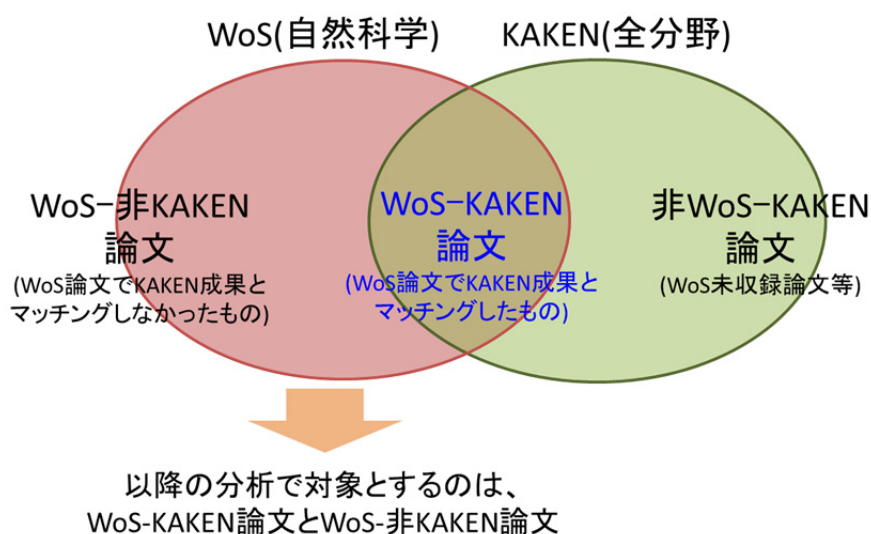 WoS(自然科学)
KAKEN(全分野)
WoS−非KAKEN
論文
(WoS論文でKAKEN成果と
マッチングしなかったもの)
WoS−KAKEN
論文
(WoS論文でKAKEN成果と
マッチングしたもの)
非WoS−KAKEN
論文
(WoS未収録論文等)
以降の分析で対象とするのは、
WoS-KAKEN論文とWoS-非KAKEN論文